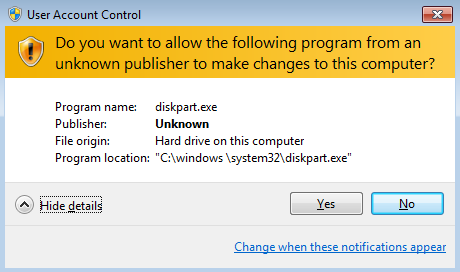 User Account Control
Do you want to allow the following program from an
unknown publisher to make changes to this computer?
Program name: diskpart.exe
Publisher: Unknown
File origin: Hard drive on this computer
Program location: "C:\windows \system32\diskpart.exe"
Hide details
Yes
No
Change when these notifications appear